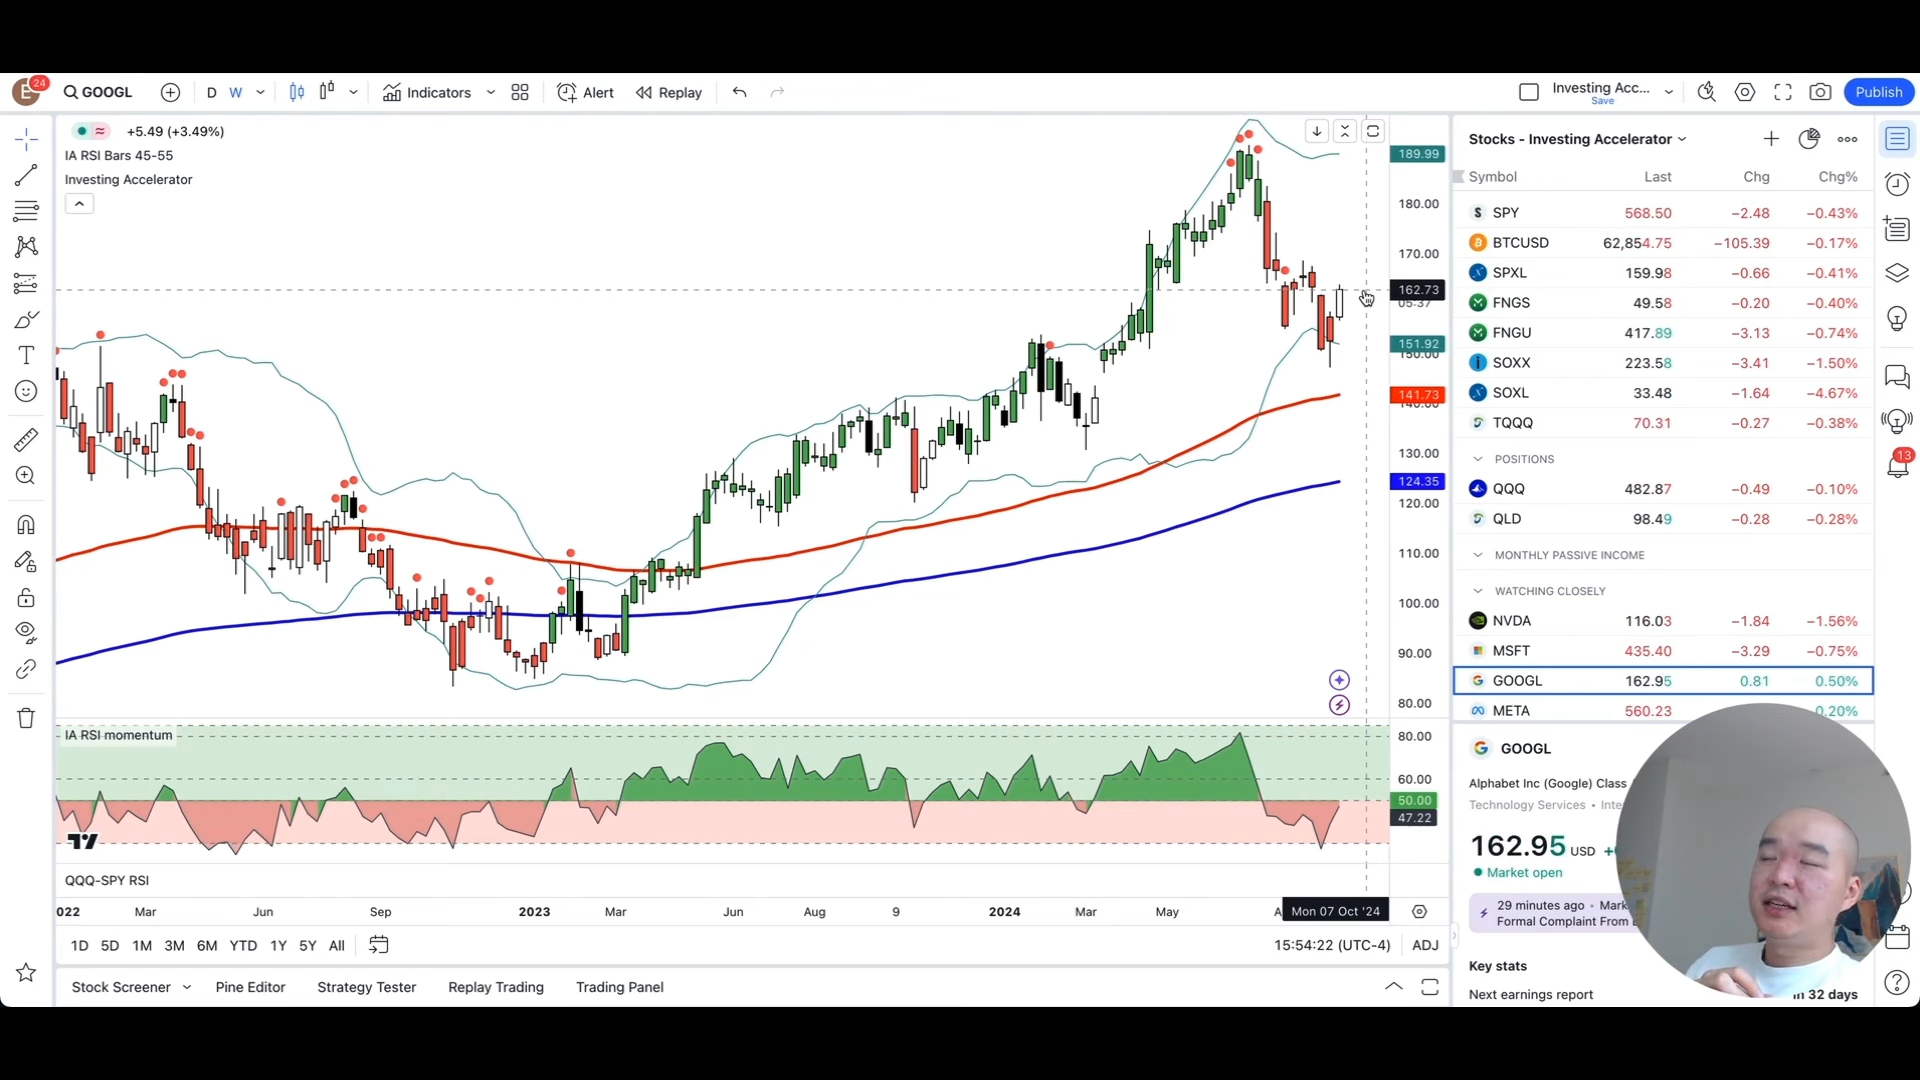 E 24
GOOGL
D W
Indicators
Alert
Replay
Investing Acc...
Save
Publish
+5.49 (+3.49%)
IA RSI Bars 45-55
Investing Accelerator
189.99
180.00
170.00
162.73
05:37
151.92
150.00
141.73
140.00
130.00
124.35
120.00
110.00
100.00
90.00
80.00
IA RSI momentum
80.00
60.00
50.00
47.22
QQQ-SPY RSI
2022 Mar Jun Sep 2023 Mar Jun Aug 9 2024 Mar May A Mon 07 Oct '24
1D 5D 1M 3M 6M YTD 1Y 5Y All
15:54:22 (UTC-4) ADJ
Stock Screener Pine Editor Strategy Tester Replay Trading Trading Panel
Stocks - Investing Accelerator
Symbol Last Chg Chg%
SPY 568.50 −2.48 −0.43%
BTCUSD 62,854.75 −105.39 −0.17%
SPXL 159.98 −0.66 −0.41%
FNGS 49.58 −0.20 −0.40%
FNGU 417.89 −3.13 −0.74%
SOXX 223.58 −3.41 −1.50%
SOXL 33.48 −1.64 −4.67%
TQQQ 70.31 −0.27 −0.38%
POSITIONS
QQQ 482.87 −0.49 −0.10%
QLD 98.49 −0.28 −0.28%
MONTHLY PASSIVE INCOME
WATCHING CLOSELY
NVDA 116.03 −1.84 −1.56%
MSFT 435.40 −3.29 −0.75%
GOOGL 162.95 0.81 0.50%
META 560.23 0.20%
13
GOOGL
Alphabet Inc (Google) Class
Technology Services • Inte
162.95 USD
Market open
29 minutes ago • Mark
Formal Complaint From
Key stats
Next earnings report In 32 days